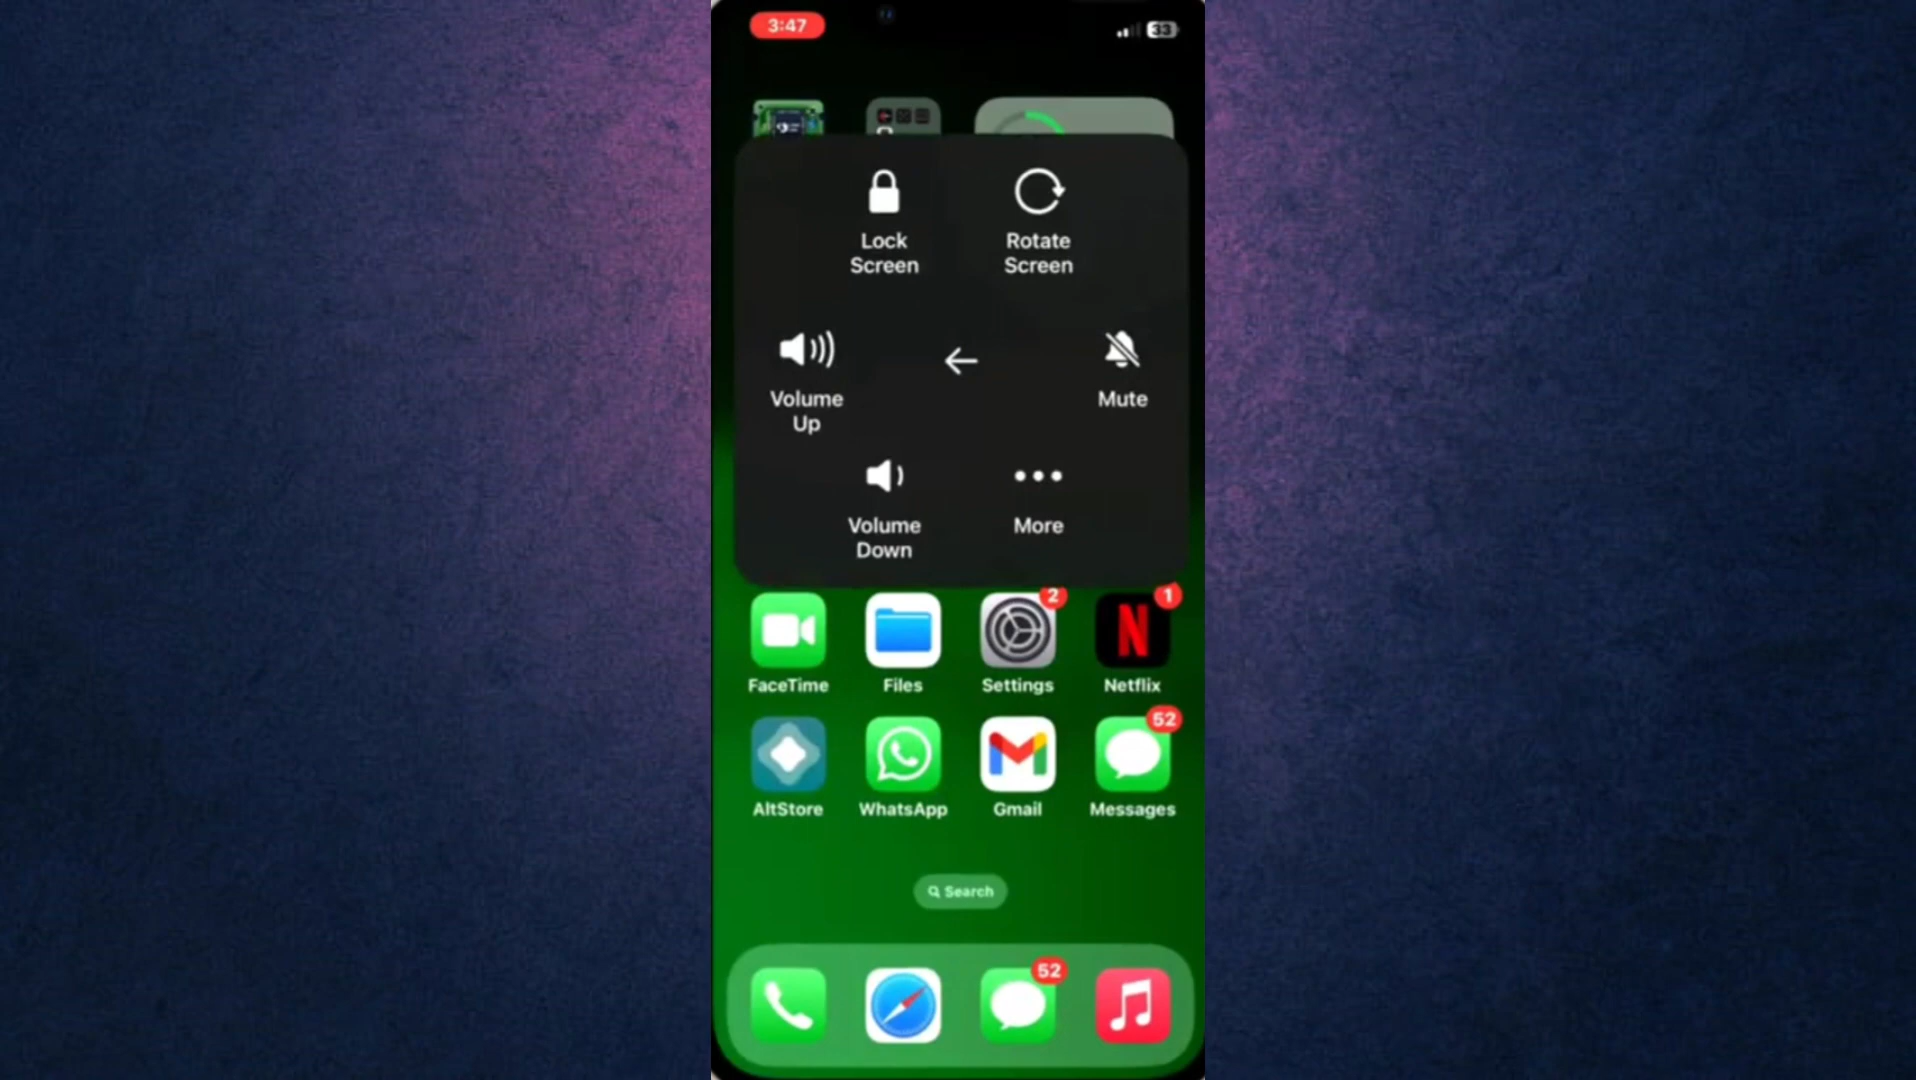 3:47
33
Lock
Screen
Rotate
Screen
Volume
Up
Mute
Volume
Down
More
2
1
N
FaceTime
Files
Settings
Netflix
52
AltStore
WhatsApp
Gmail
Messages
Search
52